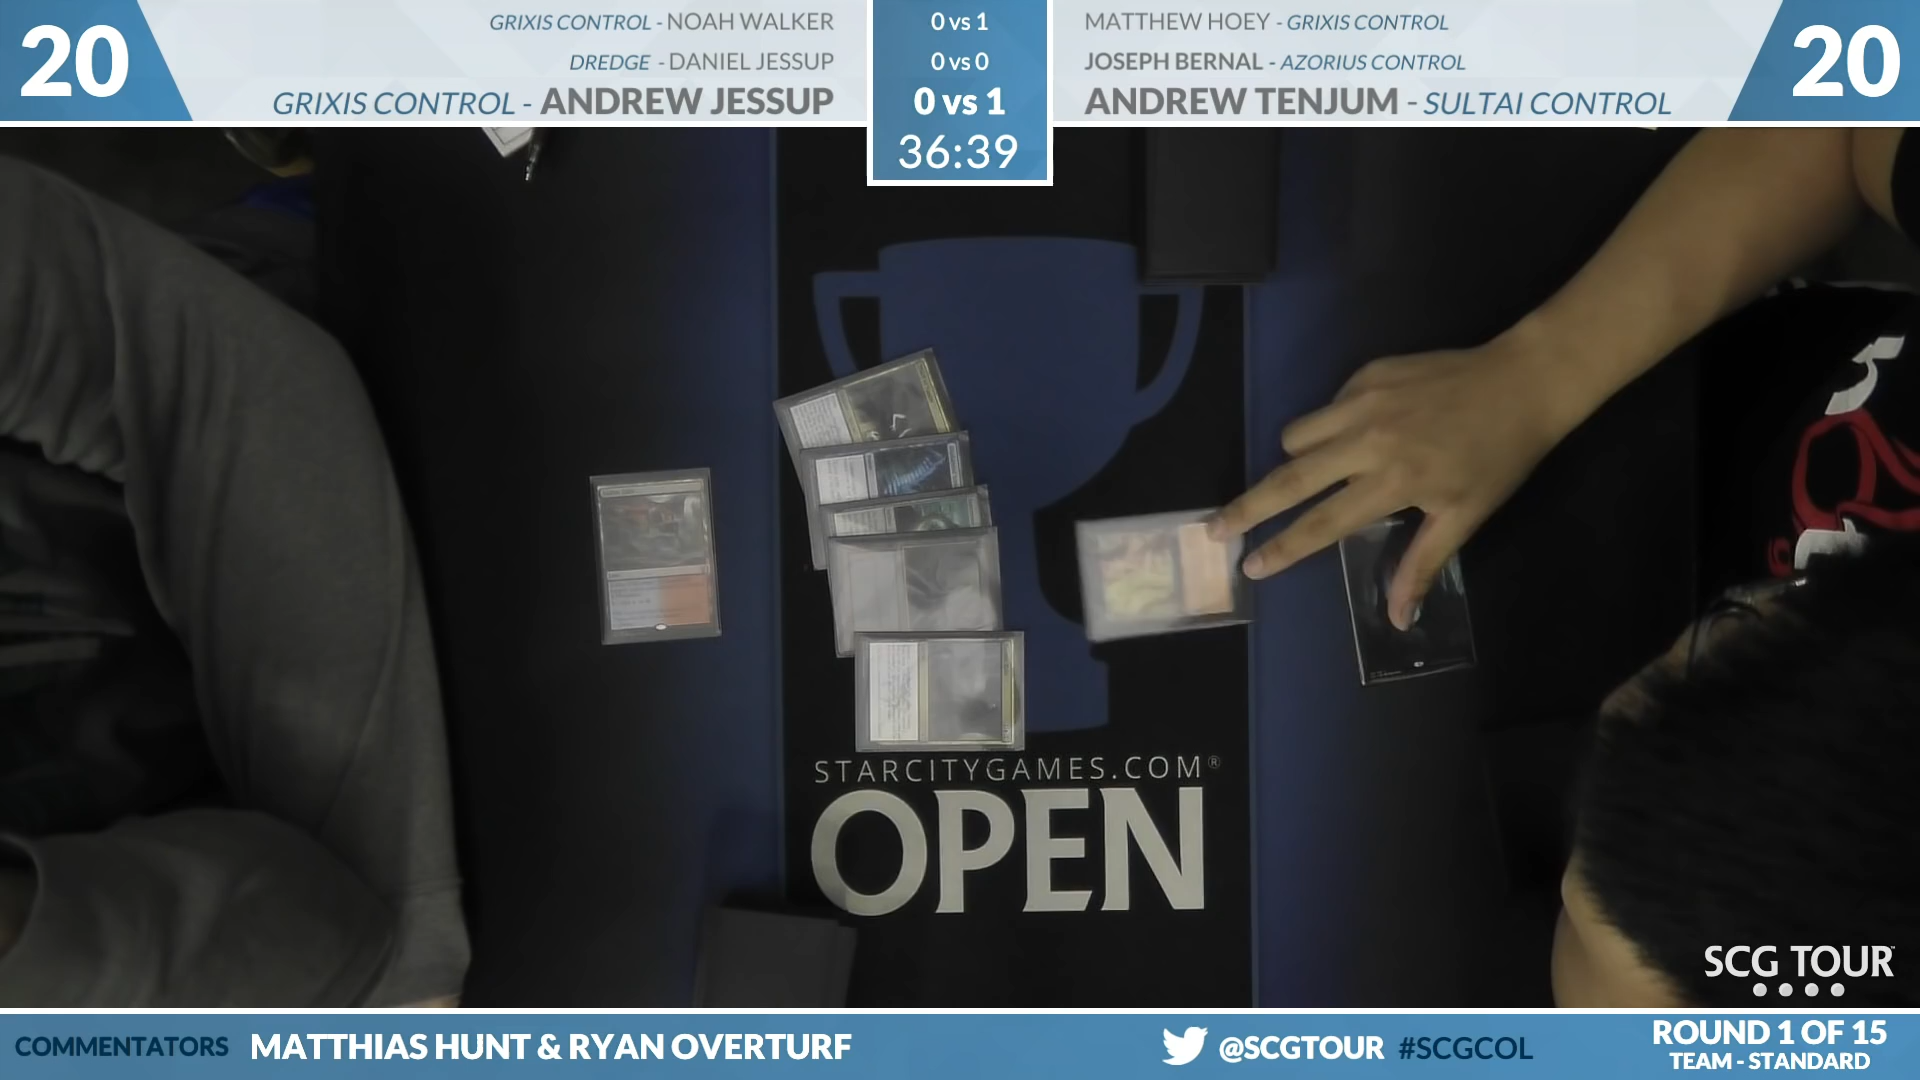 20
GRIXIS CONTROL - NOAH WALKER
0 vs 1
MATTHEW HOEY - GRIXIS CONTROL
20
DREDGE - DANIEL JESSUP
0 vs 0
JOSEPH BERNAL - AZORIUS CONTROL
GRIXIS CONTROL - ANDREW JESSUP
0 vs 1
ANDREW TENJUM - SULTAI CONTROL
36:39
STARCITYGAMES.COM®
OPEN
SCG TOUR™
COMMENTATORS MATTHIAS HUNT & RYAN OVERTURF
@SCGTOUR #SCGCOL
ROUND 1 OF 15
TEAM - STANDARD